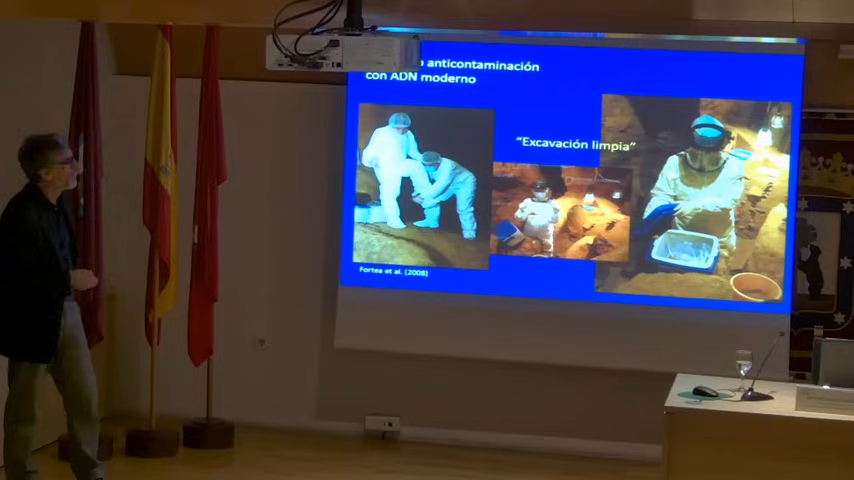 anticontaminación
con ADN moderno
“Excavación limpia”
Fortea et al. (2008)